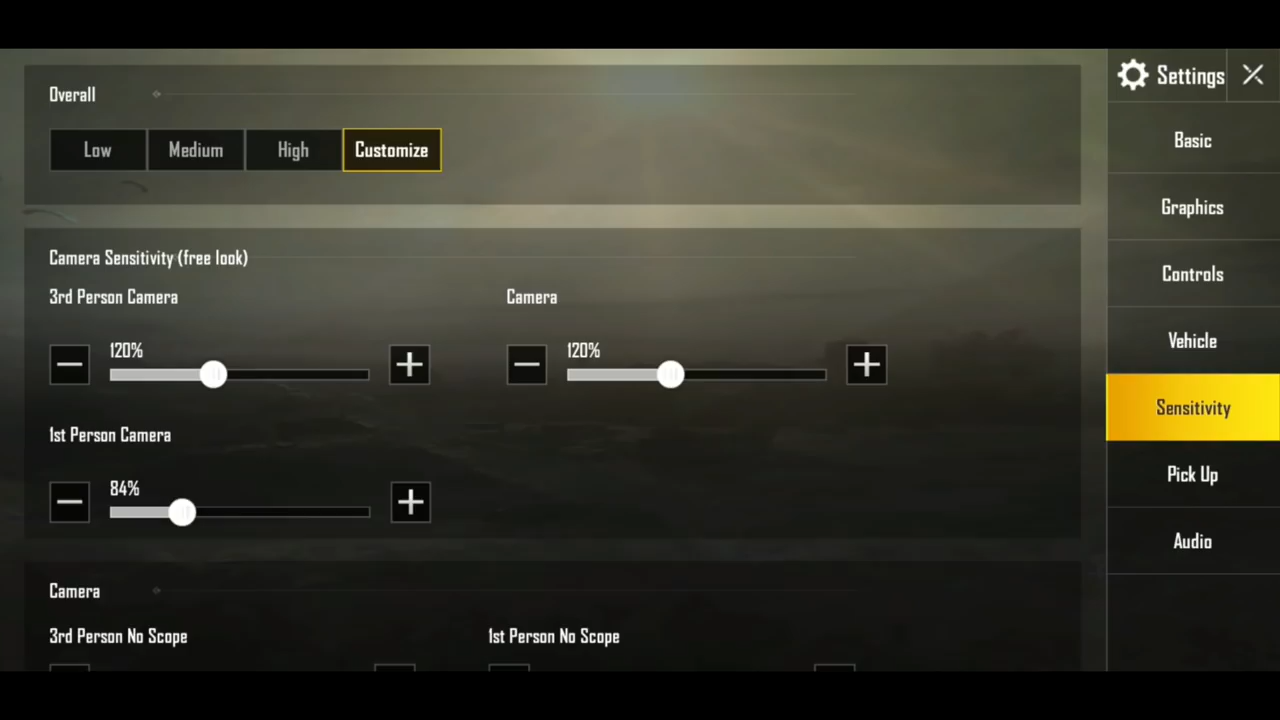 Overall
Low Medium High Customize
Camera Sensitivity (free look)
3rd Person Camera Camera
120% 120%
1st Person Camera
84%
Camera
3rd Person No Scope 1st Person No Scope
Settings
Basic
Graphics
Controls
Vehicle
Sensitivity
Pick Up
Audio